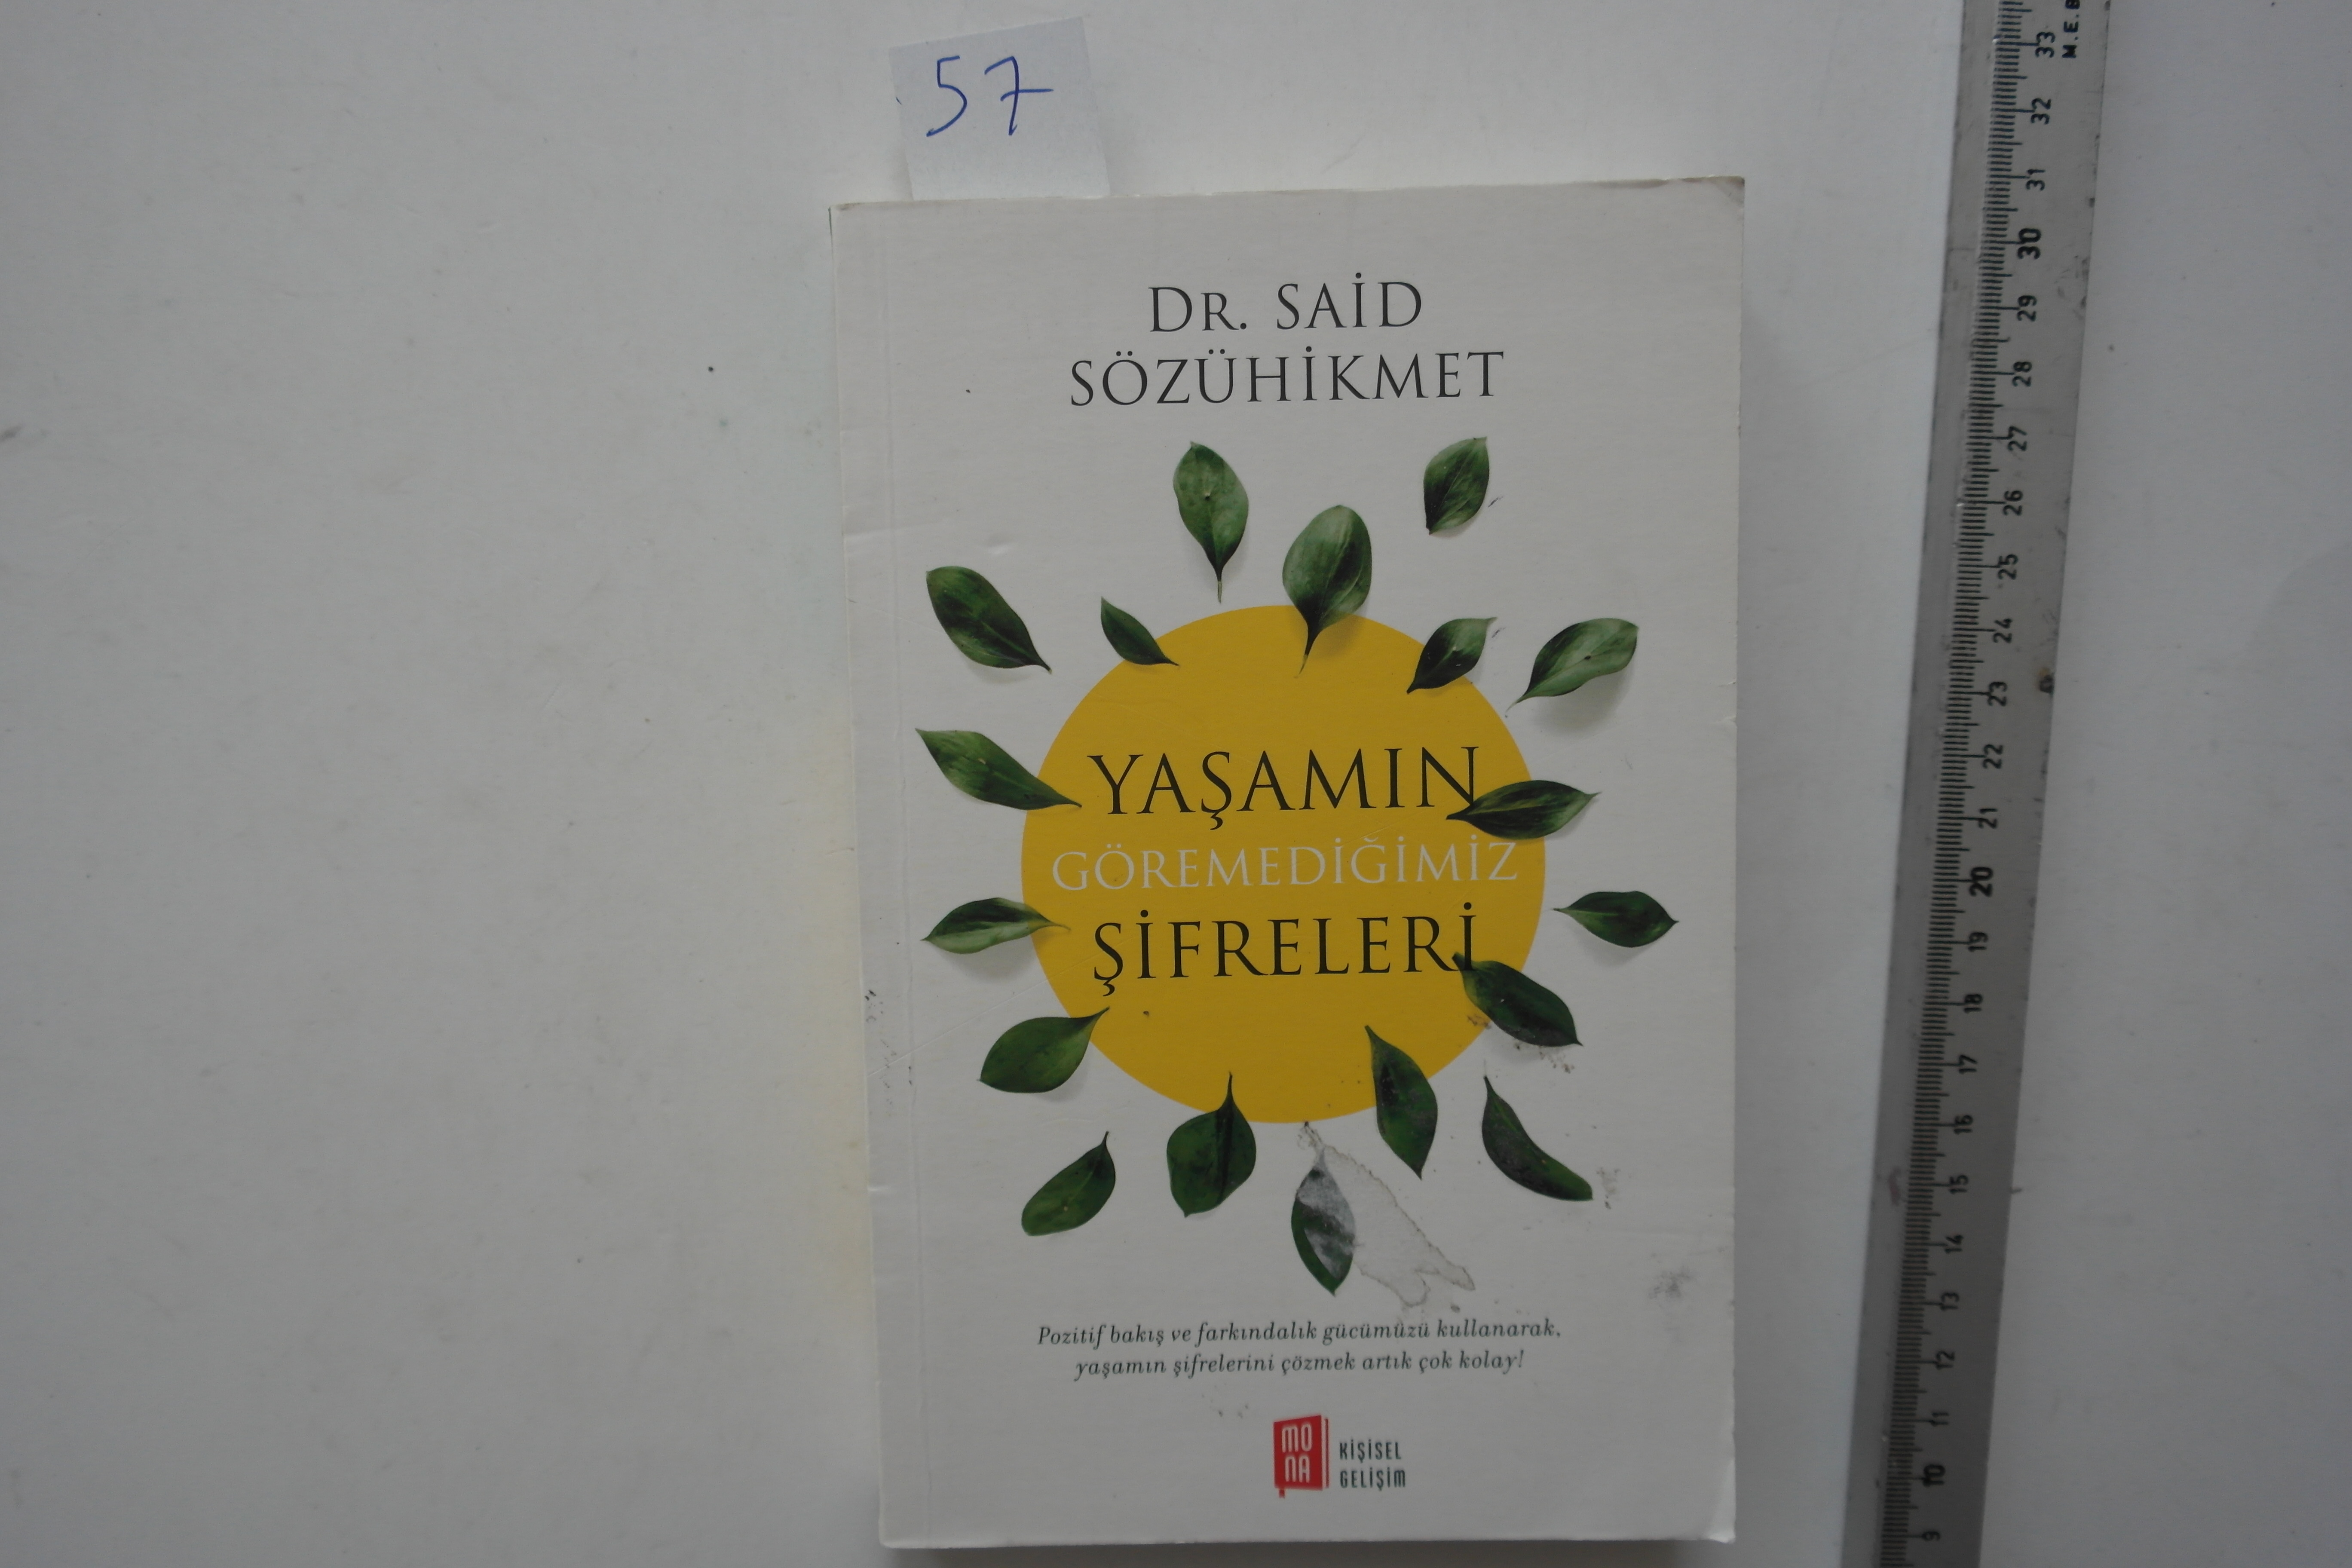 57
DR. SAİD
SÖZÜHİKMET
YAŞAMIN
GÖREMEDİĞİMİZ
ŞİFRELERİ
Pozitif bakış ve farkındalık gücümüzü kullanarak,
yaşamın şifrelerini çözmek artık çok kolay!
MO
NA
KİŞİSEL
GELİŞİM
M.E.B
33
32
31
30
29
28
27
26
25
24
23
22
21
20
19
18
17
16
15
14
13
12
11
10
9